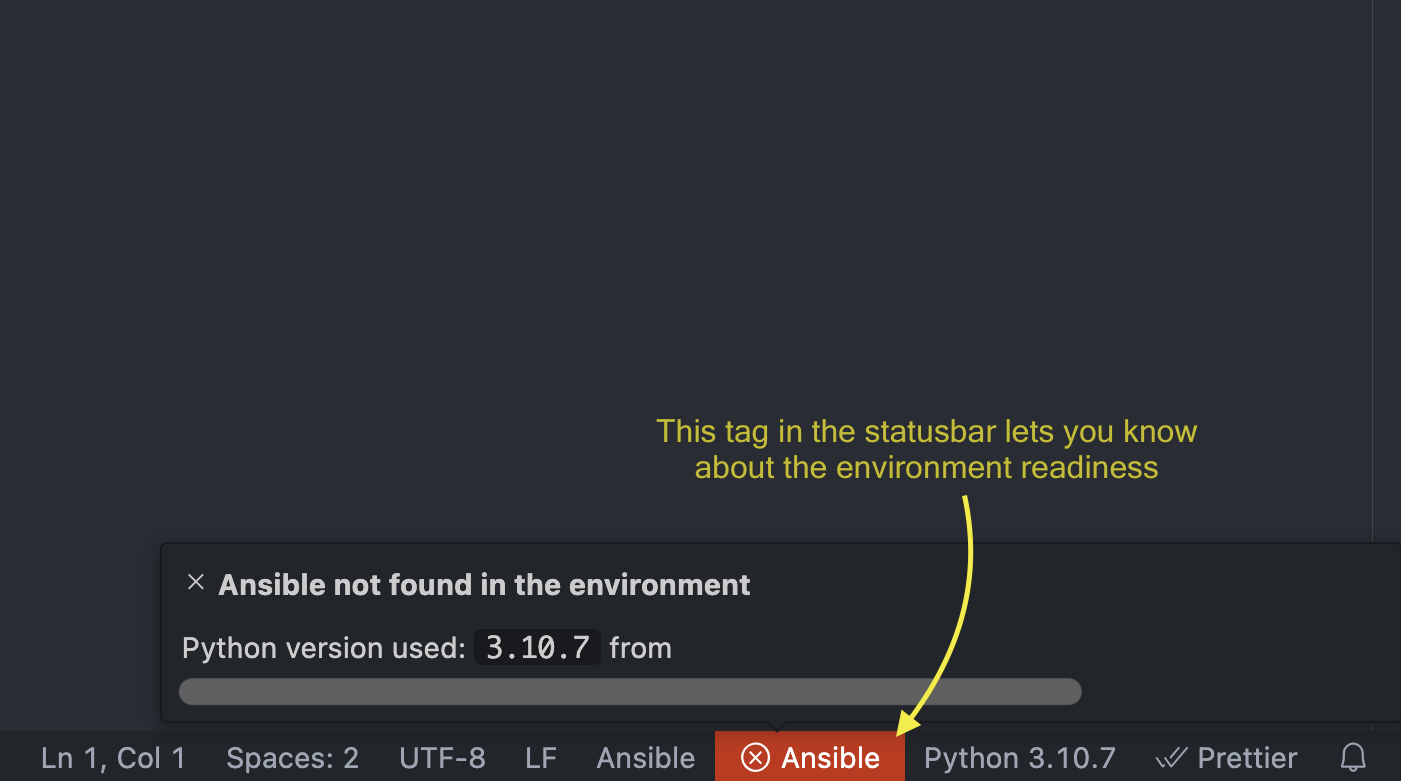 This tag in the statusbar lets you know
about the environment readiness
Ansible not found in the environment
Python version used: 3.10.7 from
Ln 1, Col 1 Spaces: 2 UTF-8 LF Ansible Ansible Python 3.10.7 Prettier